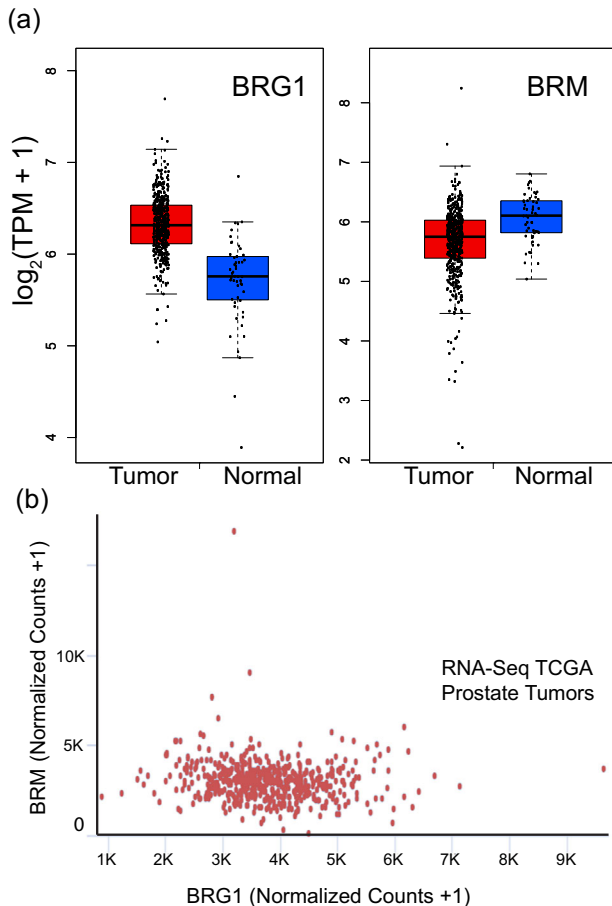 (a)
BRG1
BRM
log2(TPM + 1)
8
7
6
5
4
8
7
6
5
4
3
2
Tumor
Normal
Tumor
Normal
(b)
BRM (Normalized Counts +1)
10K
5K
0
RNA-Seq TCGA
Prostate Tumors
1K
2K
3K
4K
5K
6K
7K
8K
9K
BRG1 (Normalized Counts +1)